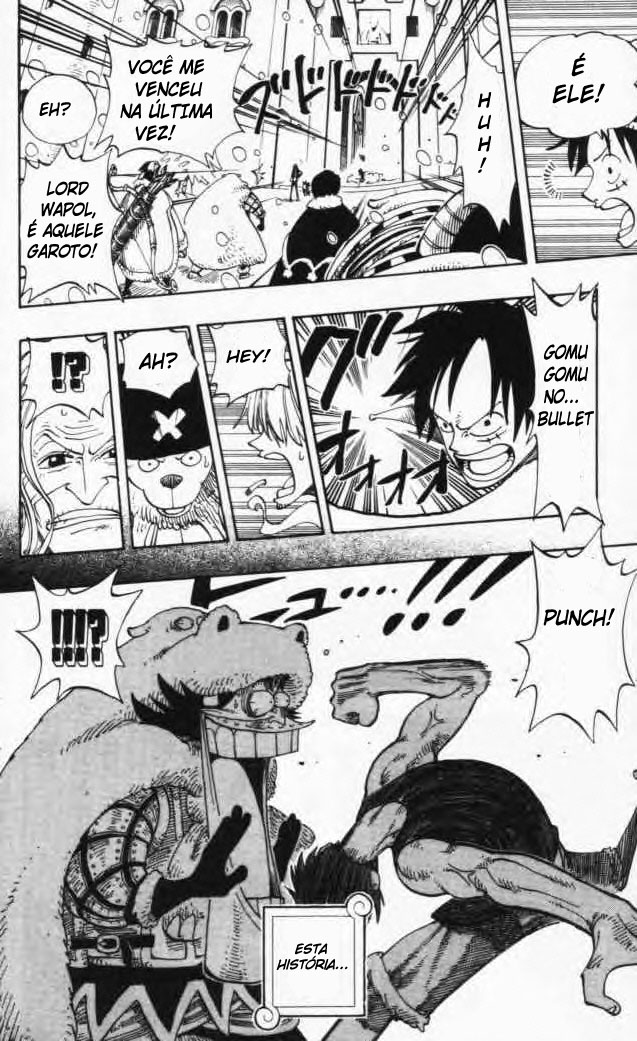 É
ELE!
HUH!
VOCÊ ME
VENCEU
NA ÚLTIMA
VEZ!
EH?
LORD
WAPOL,
É AQUELE
GAROTO!
GOMU
GOMU
NO...
BULLET
HEY!
AH?
!?
PUNCH!
!!!?
ESTA
HISTÓRIA...